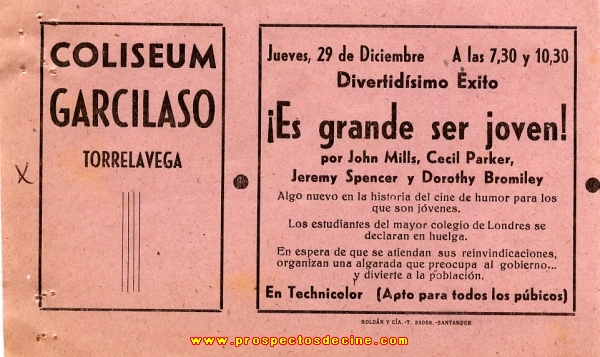 COLISEUM
GARCILASO
TORRELAVEGA
X
Jueves, 29 de Diciembre A las 7,30 y 10,30
Divertidísimo Éxito
¡Es grande ser joven!
por John Mills, Cecil Parker,
Jeremy Spencer y Dorothy Bromiley
Algo nuevo en la historia del cine de humor para los
que son jóvenes.
Los estudiantes del mayor colegio de Londres se
declaran en huelga.
En espera de que se atiendan sus reinvindicaciones,
organizan una algarada que preocupa al gobierno...
y divierte a la población.
En Technicolor (Apto para todos los púbicos)
ROLDÁN Y CÍA.-T. 33058.-SANTANDER
www.prospectosdecine.com